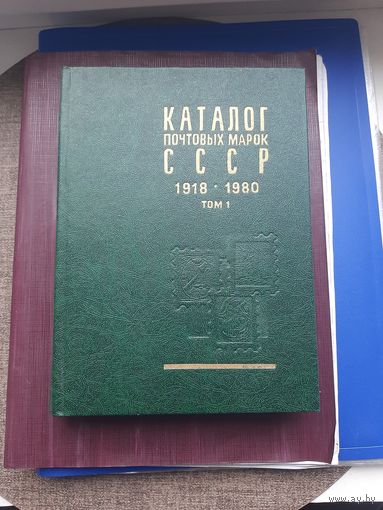 КАТАЛОГ
ПОЧТОВЫХ МАРОК
СССР
1918 · 1980
ТОМ 1
www.ay.by